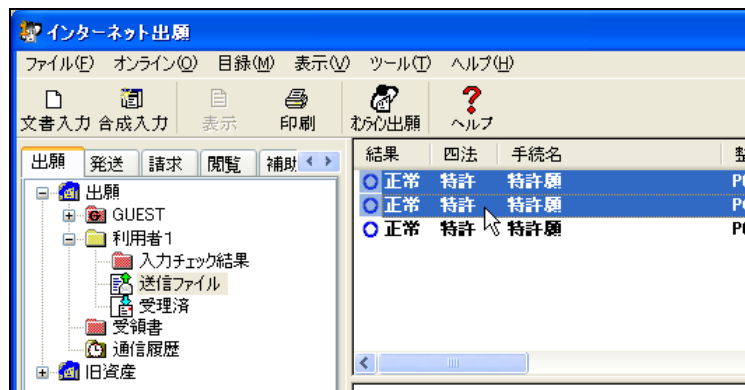 インターネット出願
ファイル(F) オンライン(O) 目録(M) 表示(V) ツール(T) ヘルプ(H)
文書入力 合成入力 表示 印刷 オンライン出願 ヘルプ
出願 発送 請求 閲覧 補助
出願
GUEST
利用者1
入力チェック結果
送信ファイル
受理済
受領書
通信履歴
旧資産
結果 四法 手続名
正常 特許 特許願
正常 特許 特許願
正常 特許 特許願